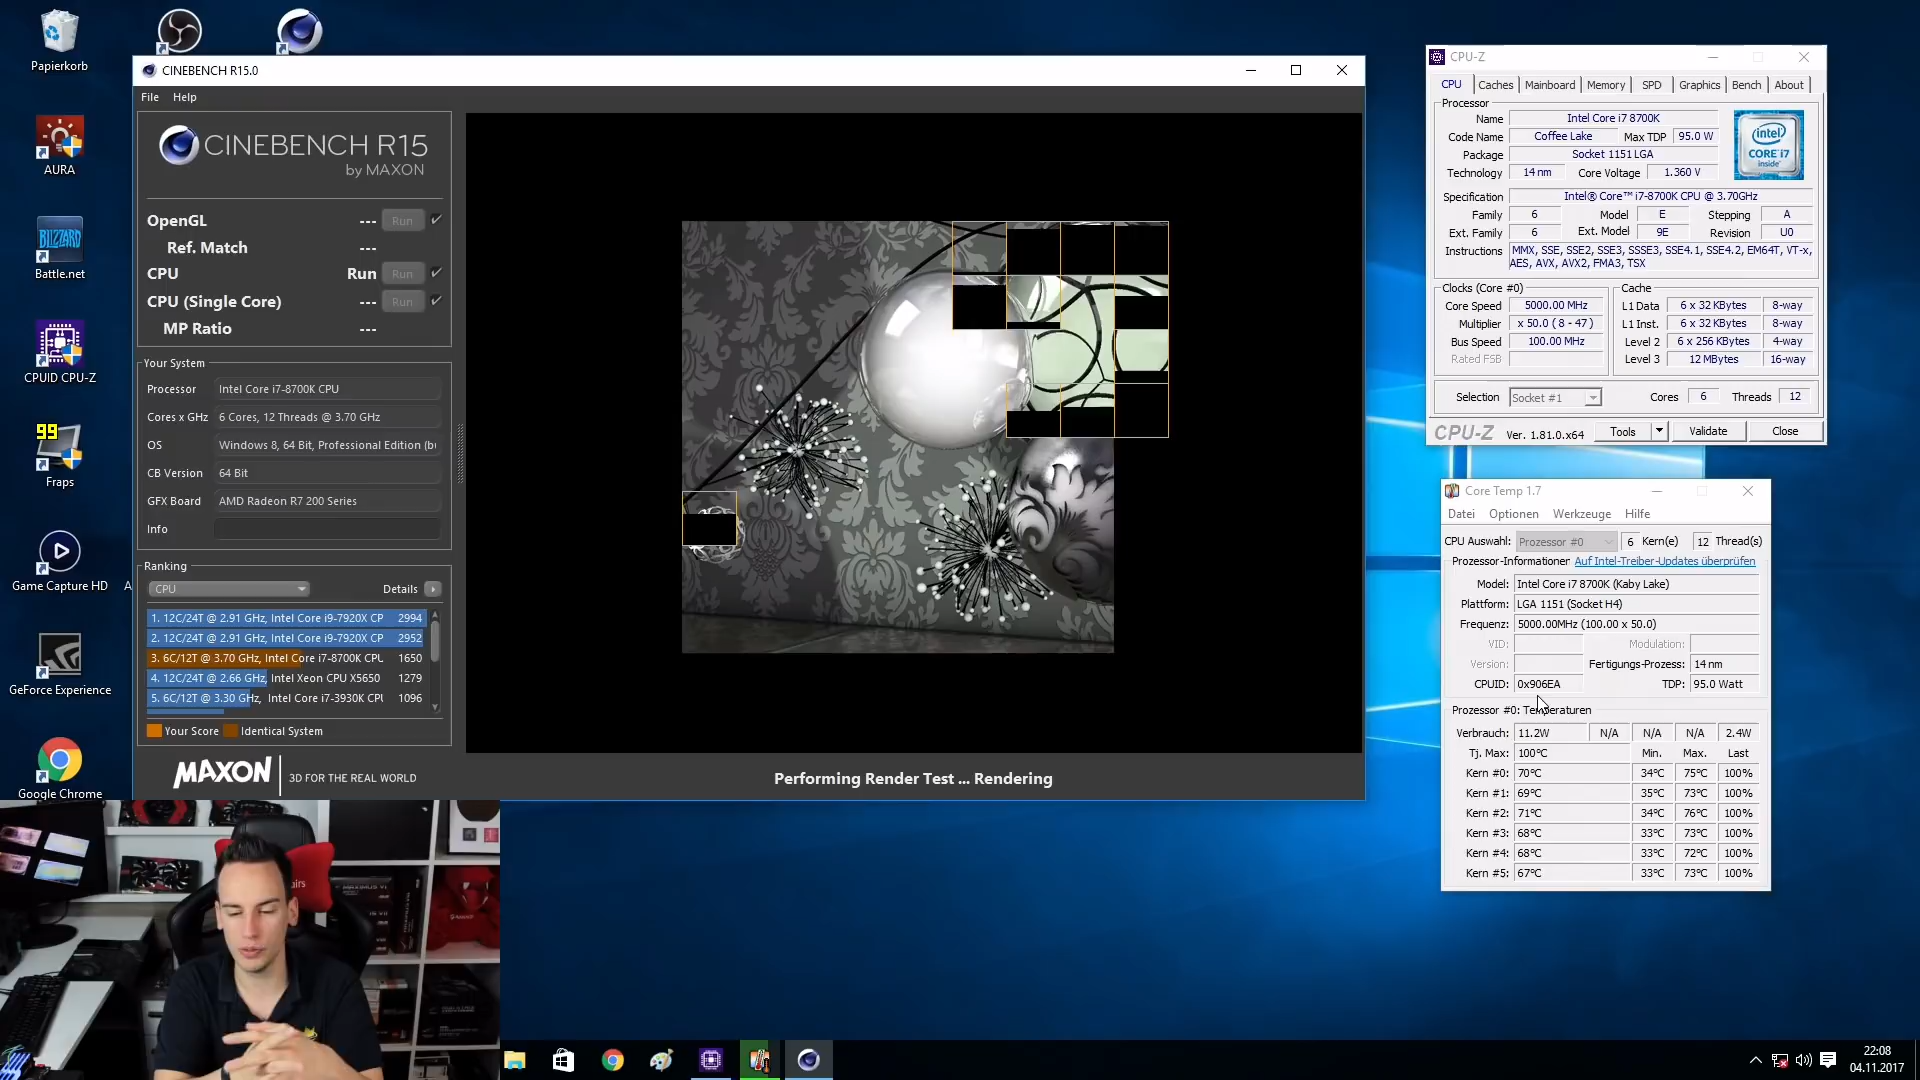 Papierkorb
AURA
BLIZZARD
Battle.net
CPUID CPU-Z
99
Fraps
Game Capture HD
A
GeForce Experience
Google Chrome
CINEBENCH R15.0
File Help
CINEBENCH R15
by MAXON
OpenGL --- Run
Ref. Match ---
CPU Run Run
CPU (Single Core) --- Run
MP Ratio ---
Your System
Processor Intel Core i7-8700K CPU
Cores x GHz 6 Cores, 12 Threads @ 3.70 GHz
OS Windows 8, 64 Bit, Professional Edition (bu
CB Version 64 Bit
GFX Board AMD Radeon R7 200 Series
Info
Ranking
CPU Details
1. 12C/24T @ 2.91 GHz, Intel Core i9-7920X CP 2994
2. 12C/24T @ 2.91 GHz, Intel Core i9-7920X CP 2952
3. 6C/12T @ 3.70 GHz, Intel Core i7-8700K CPU 1650
4. 12C/24T @ 2.66 GHz, Intel Xeon CPU X5650 1279
5. 6C/12T @ 3.30 GHz, Intel Core i7-3930K CPU 1096
Your Score Identical System
MAXON 3D FOR THE REAL WORLD
Performing Render Test ... Rendering
CPU-Z
CPU Caches Mainboard Memory SPD Graphics Bench About
Processor
Name Intel Core i7 8700K
Code Name Coffee Lake Max TDP 95.0 W
Package Socket 1151 LGA
Technology 14 nm Core Voltage 1.360 V
intel
CORE i7
inside
Specification Intel® Core™ i7-8700K CPU @ 3.70GHz
Family 6 Model E Stepping A
Ext. Family 6 Ext. Model 9E Revision U0
Instructions MMX, SSE, SSE2, SSE3, SSSE3, SSE4.1, SSE4.2, EM64T, VT-x,
AES, AVX, AVX2, FMA3, TSX
Clocks (Core #0)
Core Speed 5000.00 MHz
Multiplier x 50.0 ( 8 - 47 )
Bus Speed 100.00 MHz
Rated FSB
Cache
L1 Data 6 x 32 KBytes 8-way
L1 Inst. 6 x 32 KBytes 8-way
Level 2 6 x 256 KBytes 4-way
Level 3 12 MBytes 16-way
Selection Socket #1 Cores 6 Threads 12
CPU-Z Ver. 1.81.0.x64 Tools Validate Close
Core Temp 1.7
Datei Optionen Werkzeuge Hilfe
CPU Auswahl: Prozessor #0 6 Kern(e) 12 Thread(s)
Prozessor-Informationen Auf Intel-Treiber-Updates überprüfen
Model: Intel Core i7 8700K (Kaby Lake)
Plattform: LGA 1151 (Socket H4)
Frequenz: 5000.00MHz (100.00 x 50.0)
VID: Modulation:
Version: Fertigungs-Prozess: 14 nm
CPUID: 0x906EA TDP: 95.0 Watt
Prozessor #0: Temperaturen
Verbrauch: 11.2W N/A N/A N/A 2.4W
Tj. Max: 100°C Min. Max. Last
Kern #0: 70°C 34°C 75°C 100%
Kern #1: 69°C 35°C 73°C 100%
Kern #2: 71°C 34°C 76°C 100%
Kern #3: 68°C 33°C 73°C 100%
Kern #4: 68°C 33°C 72°C 100%
Kern #5: 67°C 33°C 73°C 100%
22:08
04.11.2017